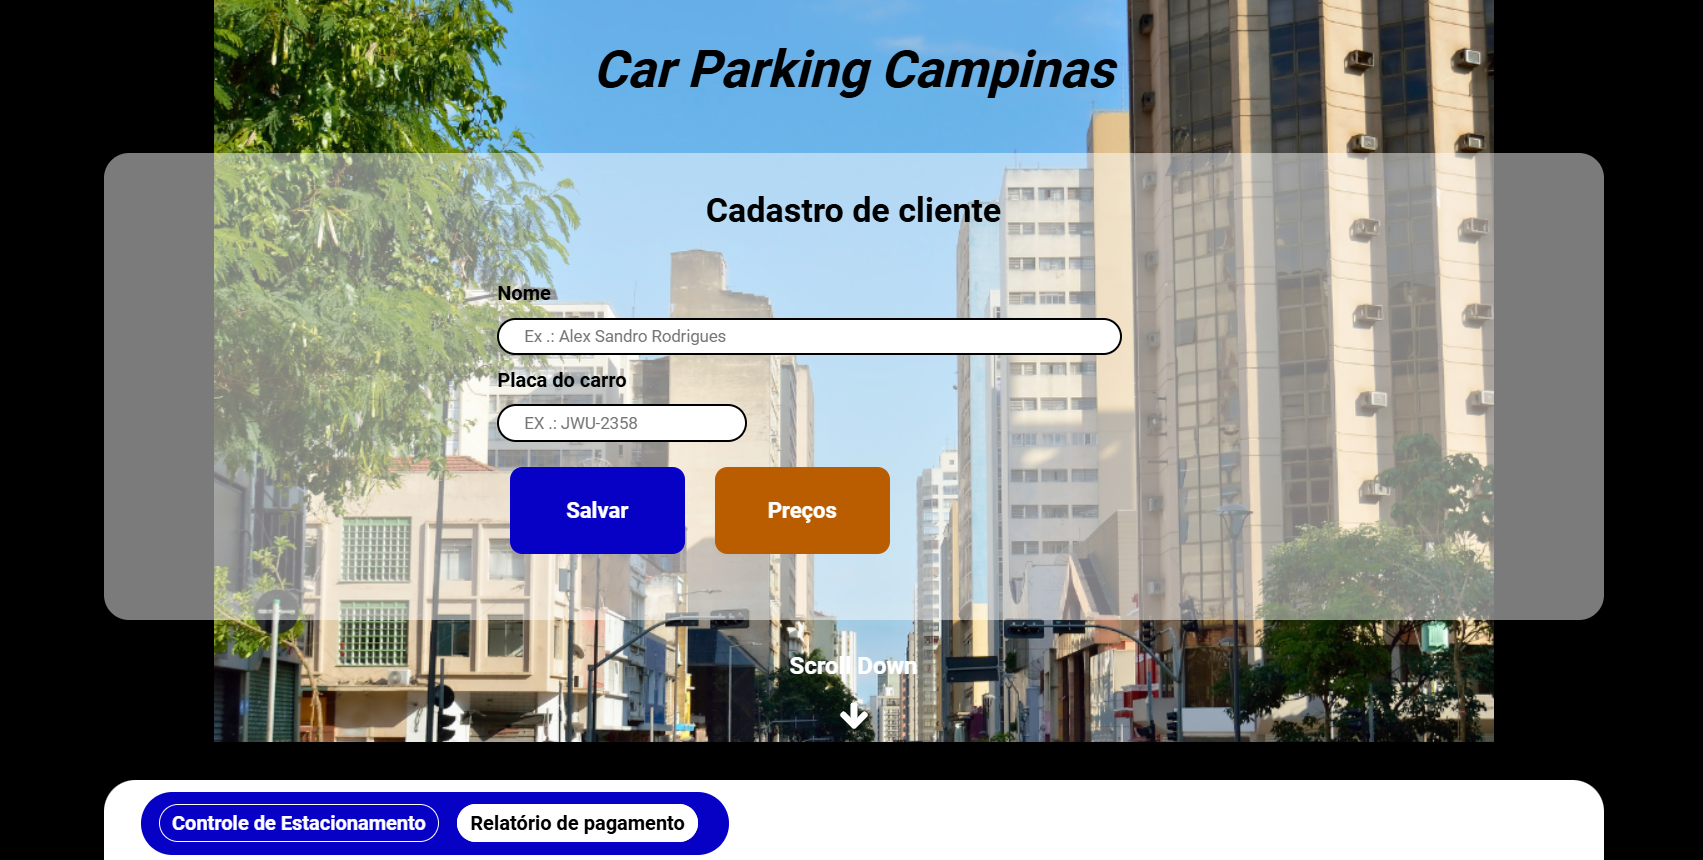 Car Parking Campinas
Cadastro de cliente
Nome
Ex .: Alex Sandro Rodrigues
Placa do carro
EX .: JWU-2358
Salvar Preços
Scroll Down
Controle de Estacionamento Relatório de pagamento